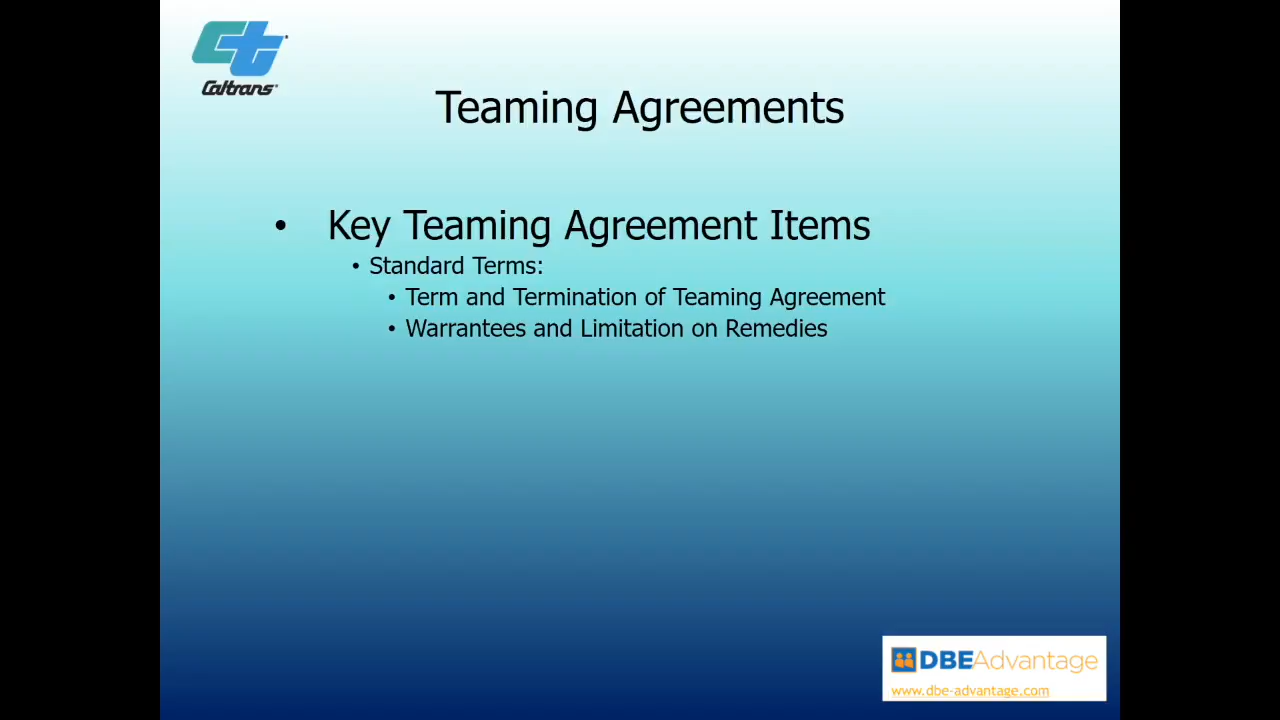 Caltrans
Teaming Agreements
• Key Teaming Agreement Items
• Standard Terms:
• Term and Termination of Teaming Agreement
• Warrantees and Limitation on Remedies
DBEAdvantage
www.dbe-advantage.com